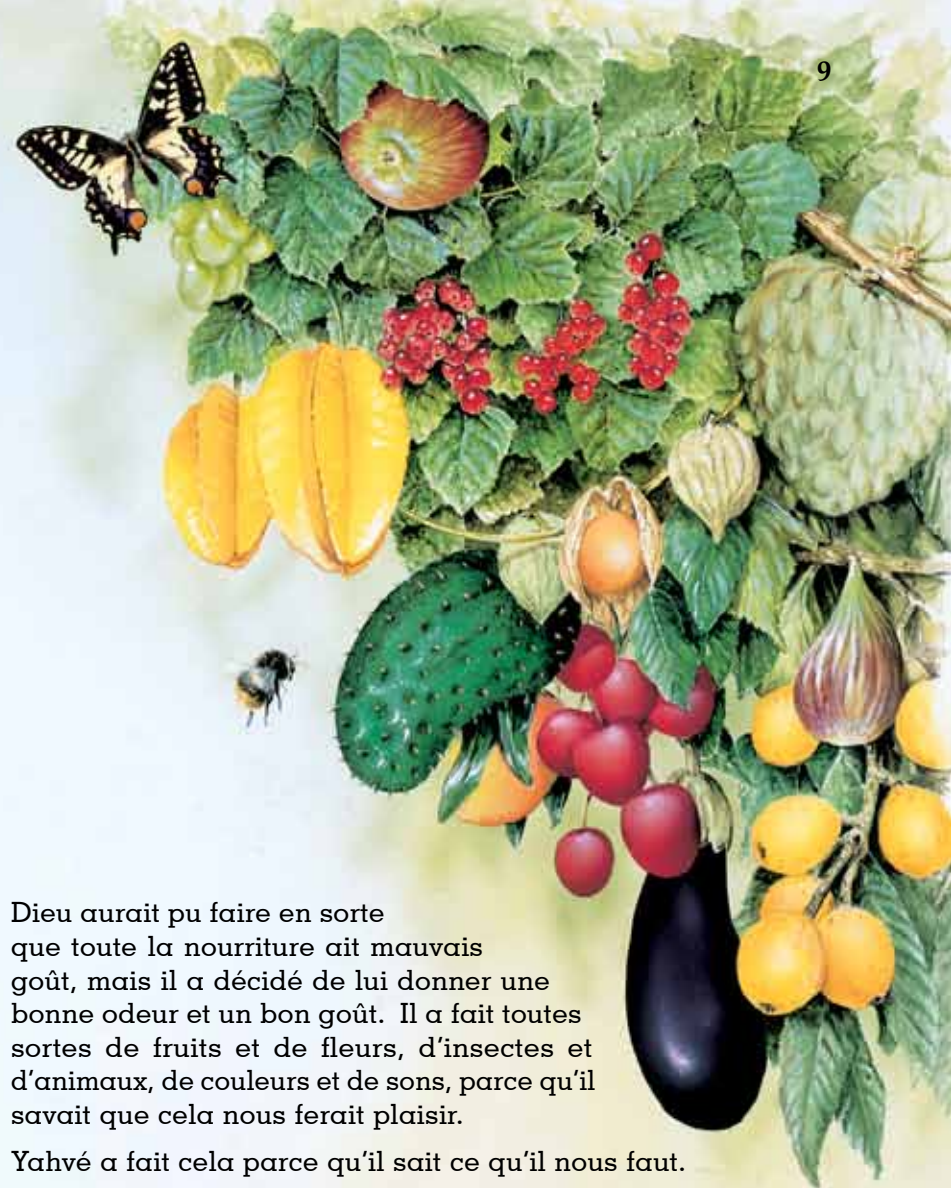 9
Dieu aurait pu faire en sorte
que toute la nourriture ait mauvais
goût, mais il a décidé de lui donner une
bonne odeur et un bon goût. Il a fait toutes
sortes de fruits et de fleurs, d'insectes et
d'animaux, de couleurs et de sons, parce qu'il
savait que cela nous ferait plaisir.
Yahvé a fait cela parce qu'il sait ce qu'il nous faut.